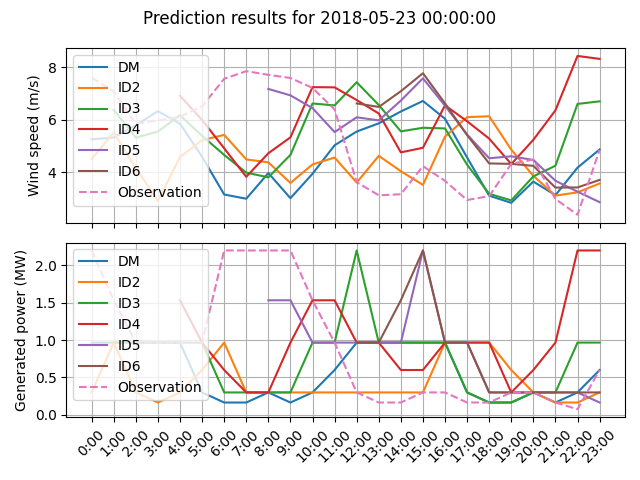 Prediction results for 2018-05-23 00:00:00
Wind speed (m/s)
8
6
4
DM
ID2
ID3
ID4
ID5
ID6
Observation
Generated power (MW)
2.0
1.5
1.0
0.5
0.0
DM
ID2
ID3
ID4
ID5
ID6
Observation
0:00 1:00 2:00 3:00 4:00 5:00 6:00 7:00 8:00 9:00 10:00 11:00 12:00 13:00 14:00 15:00 16:00 17:00 18:00 19:00 20:00 21:00 22:00 23:00